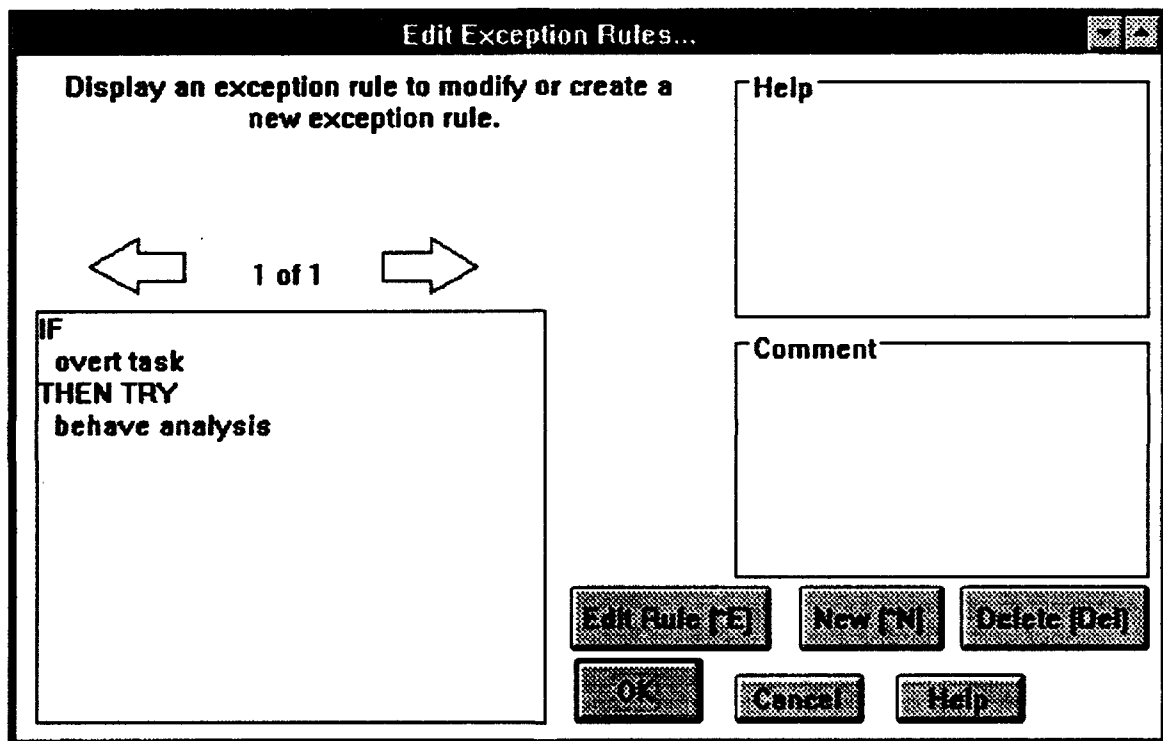 Edit Exception Rules...
Display an exception rule to modify or create a
new exception rule.
Help
1 of 1
IF
overt task
THEN TRY
behave analysis
Comment
Edit Rule [^E]
New [^N]
Delete [Del]
OK
Cancel
Help